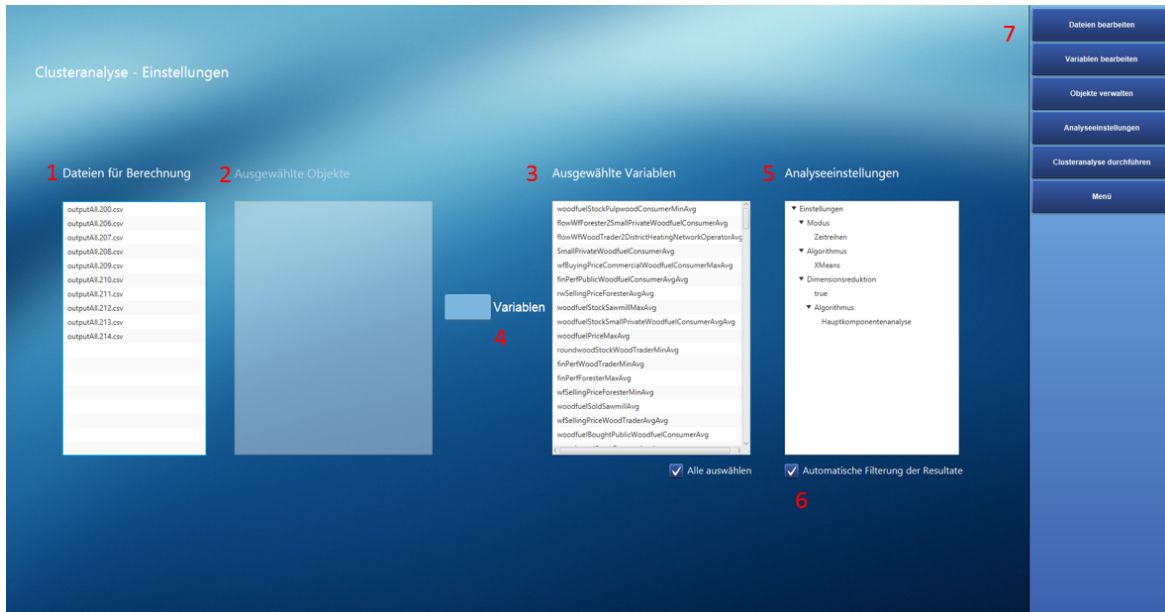 7
Dateien bearbeiten
Variablen bearbeiten
Clusteranalyse - Einstellungen
Objekte verwalten
Analyseeinstellungen
Clusteranalyse durchführen
Menü
1 Dateien für Berechnung
2 Ausgewählte Objekte
3 Ausgewählte Variablen
5 Analyseeinstellungen
outputAll.200.csv
outputAll.206.csv
outputAll.207.csv
outputAll.208.csv
outputAll.209.csv
outputAll.210.csv
outputAll.211.csv
outputAll.212.csv
outputAll.213.csv
outputAll.214.csv
Variablen
4
woodfuelStockPulpwoodConsumerMinAvg
flowWfForester2SmallPrivateWoodfuelConsumerAvg
flowWfWoodTrader2DistrictHeatingNetworkOperatorAvg
SmallPrivateWoodfuelConsumerAvg
wfBuyingPriceCommercialWoodfuelConsumerMaxAvg
finPerfPublicWoodfuelConsumerAvgAvg
rwSellingPriceForesterAvgAvg
woodfuelStockSawmillMaxAvg
woodfuelStockSmallPrivateWoodfuelConsumerAvgAvg
woodfuelPriceMaxAvg
roundwoodStockWoodTraderMinAvg
finPerfWoodTraderMinAvg
finPerfForesterMaxAvg
wfSellingPriceForesterMinAvg
woodfuelSoldSawmillAvg
wfSellingPriceWoodTraderAvgAvg
woodfuelBoughtPublicWoodfuelConsumerAvg
Alle auswählen
Einstellungen
Modus
Zeitreihen
Algorithmus
XMeans
Dimensionsreduktion
true
Algorithmus
Hauptkomponentenanalyse
Automatische Filterung der Resultate
6